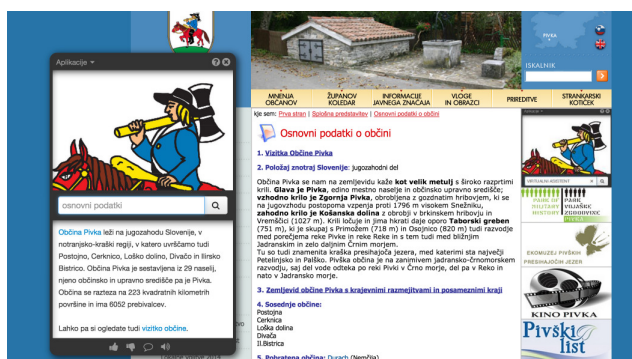 Aplikacije
osnovni podatki
Občina Pivka leži na jugozahodu Slovenije, v
notranjsko-kraški regiji, v katero uvrščamo tudi
Postojno, Cerknico, Loško dolino, Divačo in Ilirsko
Bistrico. Občina Pivka je sestavljena iz 29 naselij,
njeno občinsko in upravno središče pa je Pivka.
Občina se razteza na 223 kvadratnih kilometrih
površine in ima 6052 prebivalcev.
Lahko pa si ogledate tudi vizitko občine.
PIVKA
ISKALNIK
MNENJA
OBČANOV
ŽUPANOV
KOLEDAR
INFORMACIJE
JAVNEGA ZNAČAJA
VLOGE
IN OBRAZCI
PRIREDITVE
STRANKARSKI
KOTIČEK
kje sem: Prva stran | Splošna predstavitev | Osnovni podatki o občini
Osnovni podatki o občini
1. Vizitka Občine Pivka
2. Položaj znotraj Slovenije: jugozahodni del
Občina Pivka se nam na zemljevidu kaže kot velik metulj s široko razprtimi
krili. Glava je Pivka, edino mestno naselje in občinsko upravno središče;
vzhodno krilo je Zgornja Pivka, obrobljena z gozdnatim hribovjem, ki se
na jugovzhodu postopoma vzpenja proti 1796 m visokem Snežniku,
zahodno krilo je Košanska dolina z obronki v brkinskem hribovju in
Vremščici (1027 m). Krili ločuje in jima hkrati daje oporo Taborski greben
(751 m), ki je skupaj s Primožem (718 m) in Osojnico (820 m) tudi razvodje
med porečjema reke Pivke in reke Reke in s tem tudi med bližnjim
Jadranskim in zelo daljnim Črnim morjem.
Tu so tudi znamenita kraška presihajoča jezera, med katerimi sta največji
Petelinjsko in Palško. Pivška občina je na zanimivem jadransko-črnomorskem
razvodju, saj del vode odteka po reki Pivki v Črno morje, del pa v Reko in
nato v Jadransko morje.
3. Zemljevid občine Pivka s krajevnimi razmejitvami in posameznimi kraji
4. Sosednje občine:
Postojna
Cerknica
Loška dolina
Divača
Il.Bistrica
5. Pobratena občina: Durach (Nemčija)
VIRTUALNI ASISTENT
PARK OF
MILITARY
HISTORY
PARK
VOJAŠKE
ZGODOVINE
EKOMUZEJ PIVŠKIH
PRESIHAJOČIH JEZER
KINO PIVKA
Pivški
list